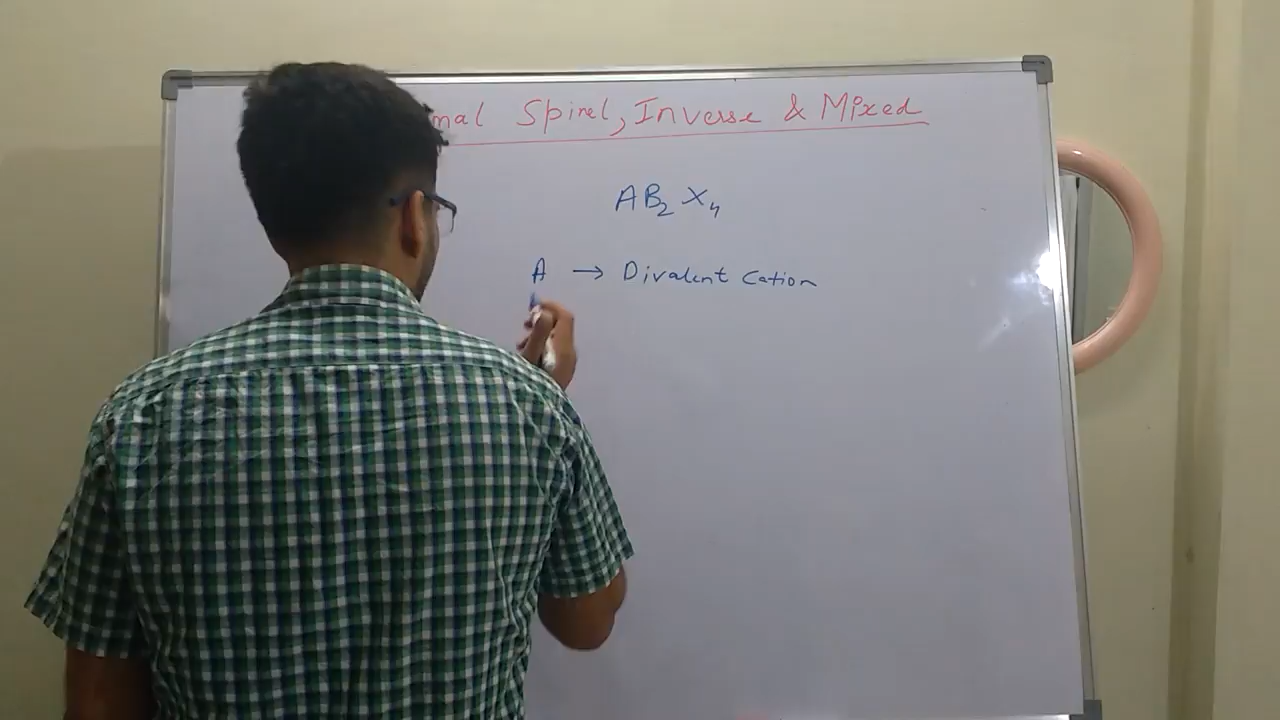 mal Spinel, Inverse & Mixed
AB₂X₄
A → Divalent Cation